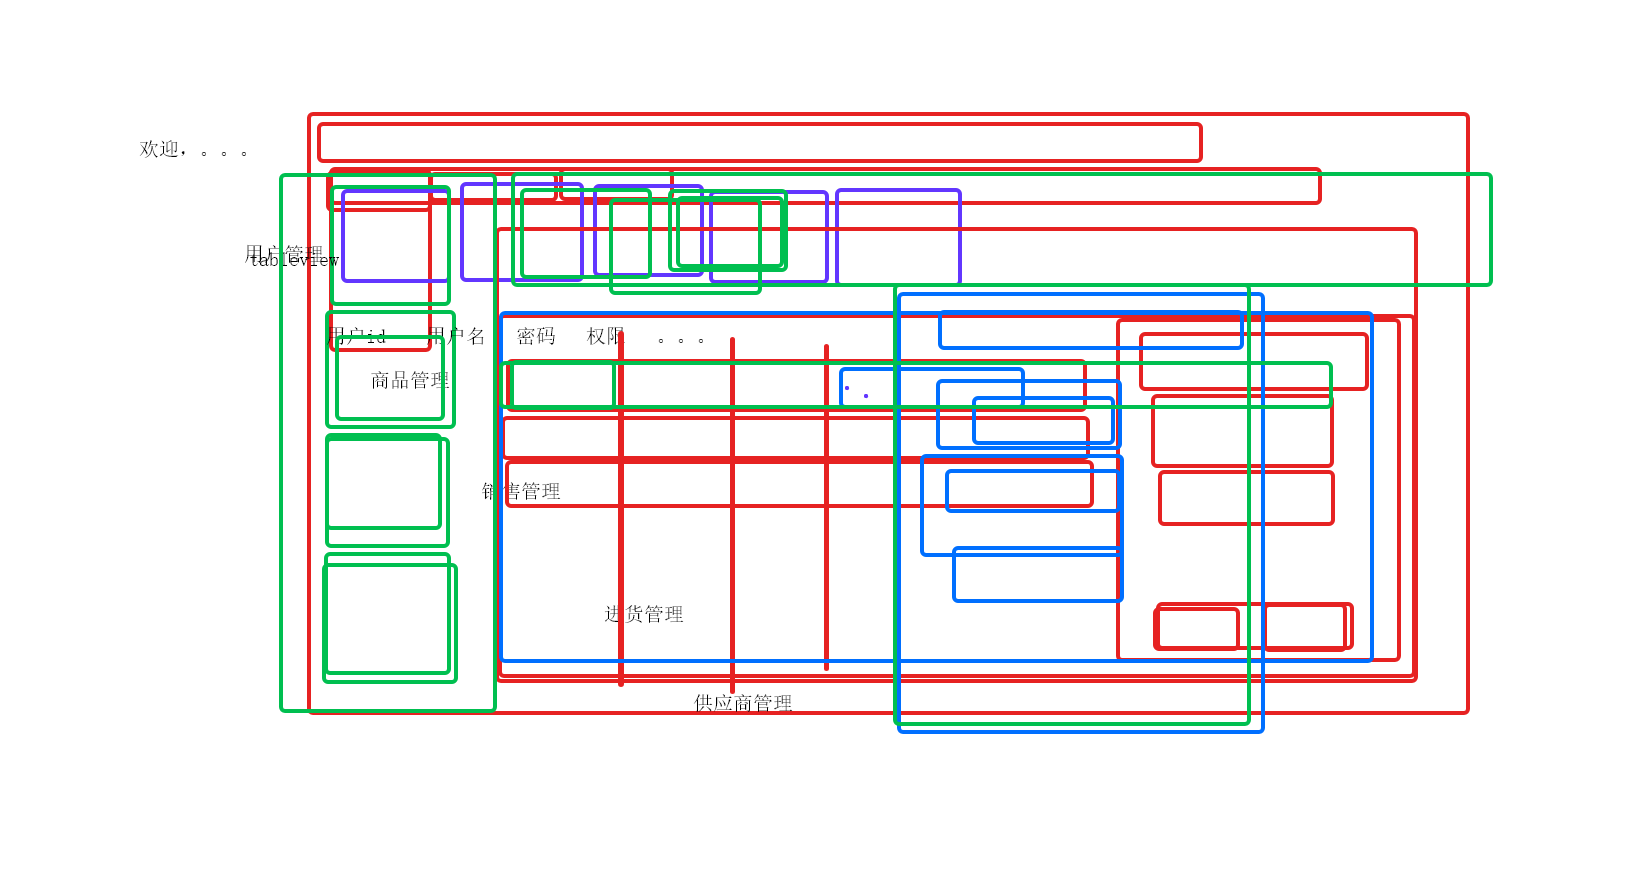 欢迎，。。。
用户管理
tableview
用户id 用户名 密码 权限 。。。
商品管理
销售管理
进货管理
供应商管理